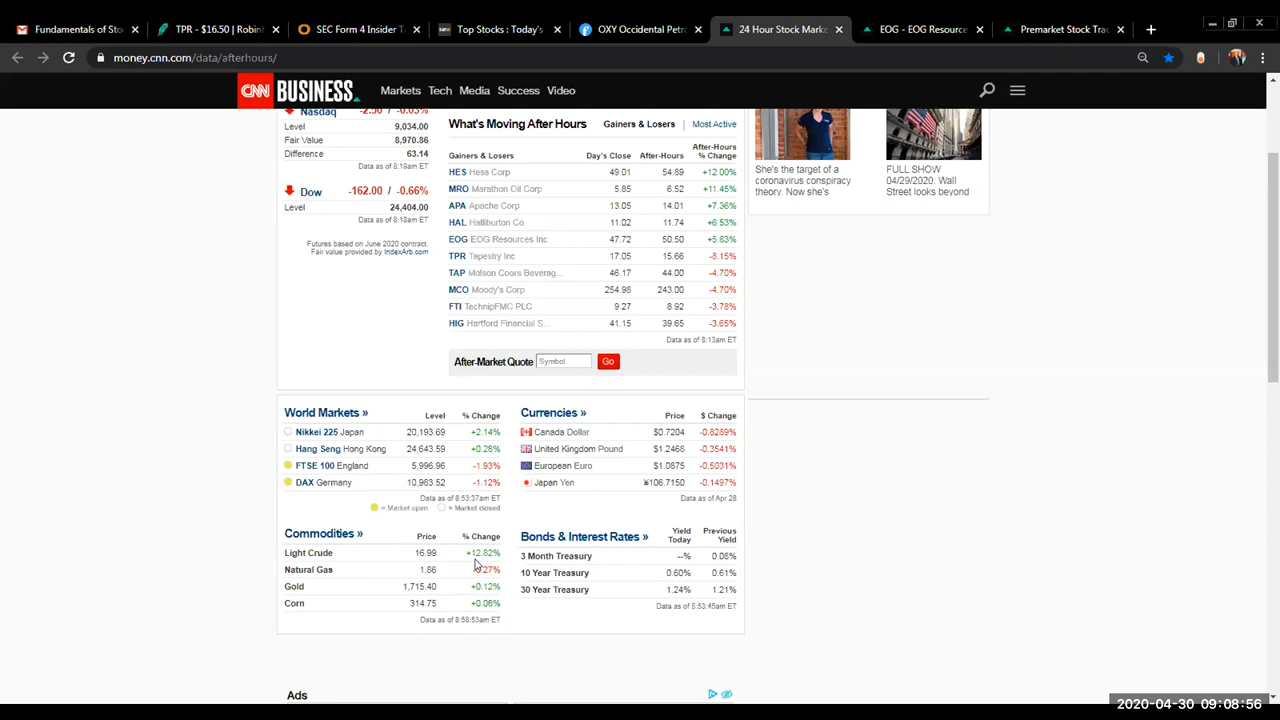 Fundamentals of Sto
TPR - $16.50 | Robinh
SEC Form 4 Insider T
Top Stocks : Today's
OXY Occidental Petro
24 Hour Stock Marke
EOG - EOG Resource
Premarket Stock Trac
money.cnn.com/data/afterhours/
CNN BUSINESS
Markets Tech Media Success Video
Nasdaq -2.50 / -0.03%
Level 9,034.00
Fair Value 8,970.86
Difference 63.14
Data as of 8:19am ET
Dow -162.00 / -0.66%
Level 24,404.00
Data as of 8:18am ET
Futures based on June 2020 contract.
Fair value provided by IndexArb.com
What's Moving After Hours Gainers & Losers Most Active
Gainers & Losers Day's Close After-Hours After-Hours % Change
HES Hess Corp 49.01 54.89 +12.00%
MRO Marathon Oil Corp 5.85 6.52 +11.45%
APA Apache Corp 13.05 14.01 +7.36%
HAL Halliburton Co 11.02 11.74 +6.53%
EOG EOG Resources Inc 47.72 50.50 +5.83%
TPR Tapestry Inc 17.05 15.66 -8.15%
TAP Molson Coors Beverag... 46.17 44.00 -4.70%
MCO Moody's Corp 254.98 243.00 -4.70%
FTI TechnipFMC PLC 9.27 8.92 -3.78%
HIG Hartford Financial S... 41.15 39.65 -3.65%
Data as of 8:13am ET
After-Market Quote Symbol Go
She's the target of a
coronavirus conspiracy
theory. Now she's
FULL SHOW
04/29/2020: Wall
Street looks beyond
World Markets » Level % Change
Nikkei 225 Japan 20,193.69 +2.14%
Hang Seng Hong Kong 24,643.59 +0.28%
FTSE 100 England 5,996.96 -1.93%
DAX Germany 10,983.52 -1.12%
Data as of 8:53:37am ET
= Market open = Market closed
Currencies » Price $ Change
Canada Dollar $0.7204 -0.8289%
United Kingdom Pound $1.2468 -0.3541%
European Euro $1.0875 -0.5031%
Japan Yen ¥106.7150 -0.1497%
Data as of Apr 28
Commodities » Price % Change
Light Crude 16.99 +12.82%
Natural Gas 1.86 .27%
Gold 1,715.40 +0.12%
Corn 314.75 +0.08%
Data as of 8:58:53am ET
Bonds & Interest Rates » Yield Today Previous Yield
3 Month Treasury --% 0.08%
10 Year Treasury 0.60% 0.61%
30 Year Treasury 1.24% 1.21%
Data as of 8:53:45am ET
Ads
2020-04-30 09:08:56